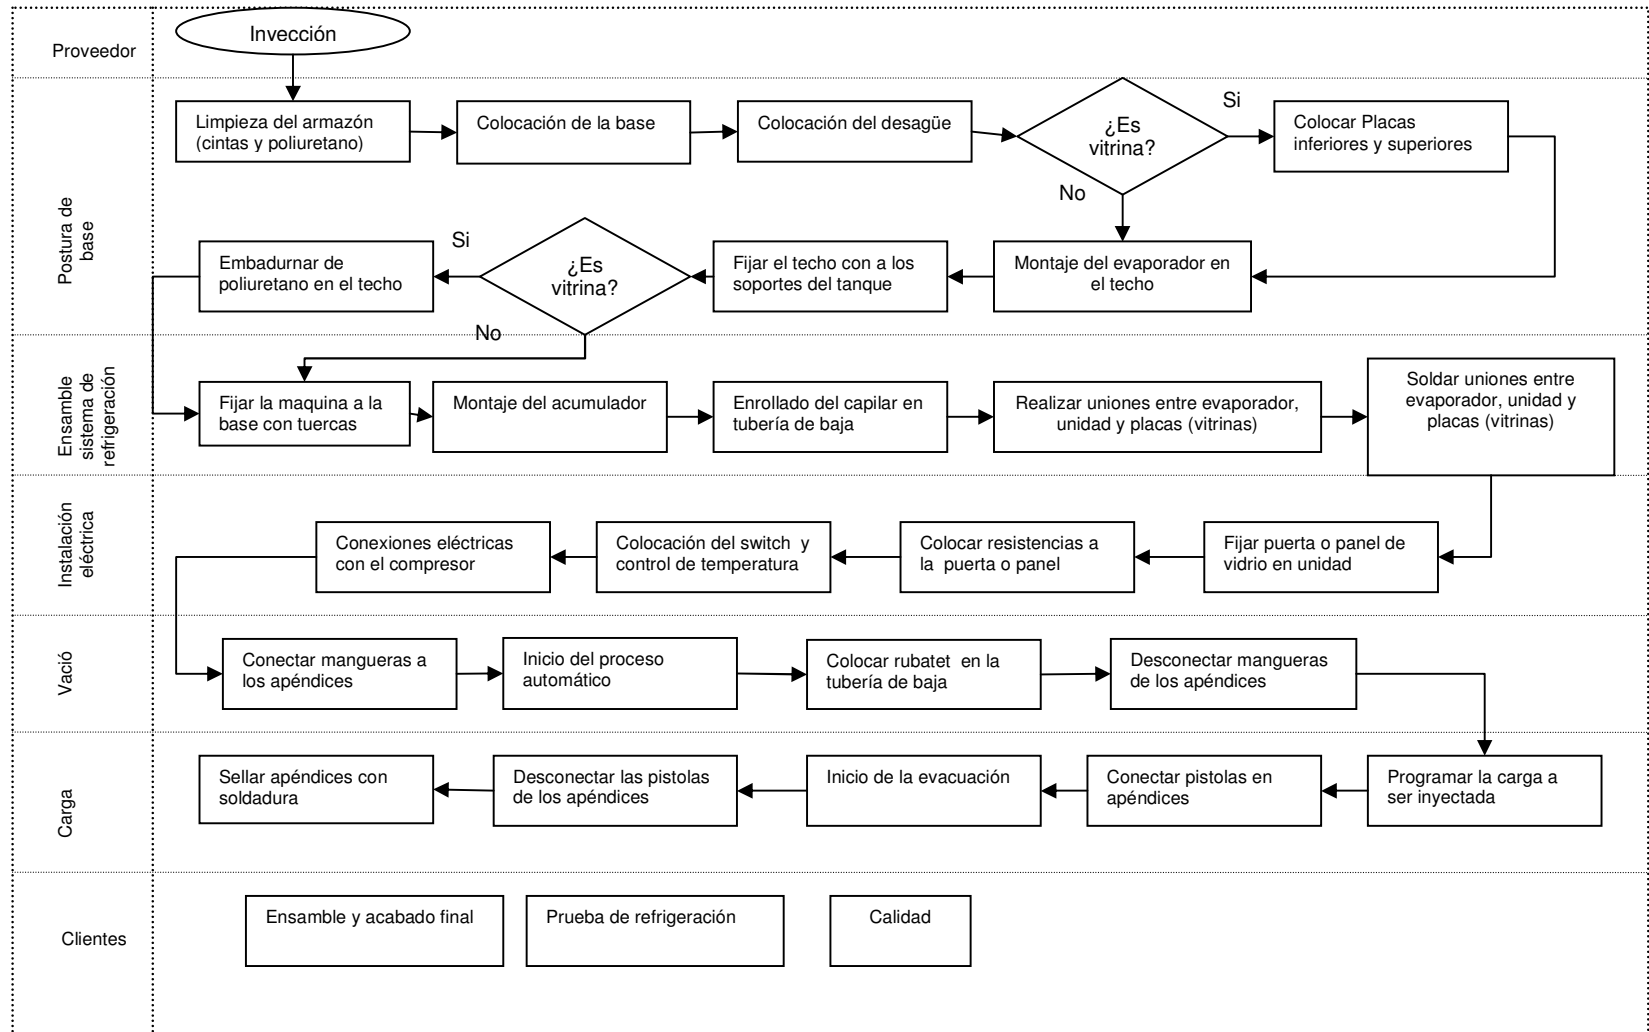 Proveedor
Invección
Postura de
base
Limpieza del armazón
(cintas y poliuretano)
Colocación de la base
Colocación del desagüe
¿Es
vitrina?
Si
No
Colocar Placas
inferiores y superiores
Embadurnar de
poliuretano en el techo
Si
¿Es
vitrina?
No
Fijar el techo con a los
soportes del tanque
Montaje del evaporador en
el techo
Ensamble
sistema de
refrigeración
Fijar la maquina a la
base con tuercas
Montaje del acumulador
Enrollado del capilar en
tubería de baja
Realizar uniones entre evaporador,
unidad y placas (vitrinas)
Soldar uniones entre
evaporador, unidad y
placas (vitrinas)
Instalación
eléctrica
Conexiones eléctricas
con el compresor
Colocación del switch y
control de temperatura
Colocar resistencias a
la puerta o panel
Fijar puerta o panel de
vidrio en unidad
Vació
Conectar mangueras a
los apéndices
Inicio del proceso
automático
Colocar rubatet en la
tubería de baja
Desconectar mangueras
de los apéndices
Carga
Sellar apéndices con
soldadura
Desconectar las pistolas
de los apéndices
Inicio de la evacuación
Conectar pistolas en
apéndices
Programar la carga a
ser inyectada
Clientes
Ensamble y acabado final
Prueba de refrigeración
Calidad